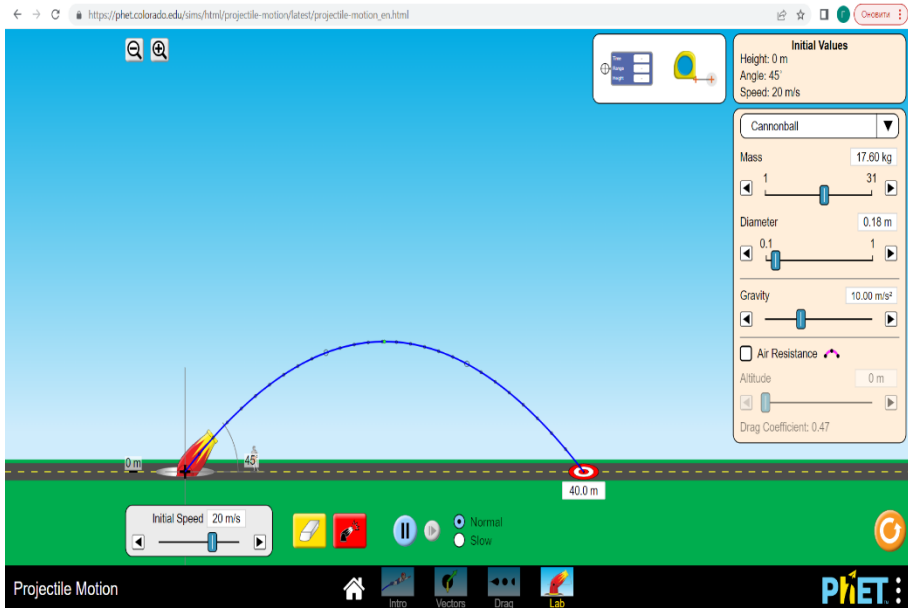 https://phet.colorado.edu/sims/html/projectile-motion/latest/projectile-motion_en.html
Г
Оновити
Time
Range
Height
Initial Values
Height: 0 m
Angle: 45°
Speed: 20 m/s
Cannonball
Mass
17.60 kg
1
31
Diameter
0.18 m
0.1
1
Gravity
10.00 m/s²
Air Resistance
Altitude
0 m
Drag Coefficient: 0.47
0 m
45°
40.0 m
Initial Speed 20 m/s
Normal
Slow
Projectile Motion
Intro
Vectors
Drag
Lab
PhET